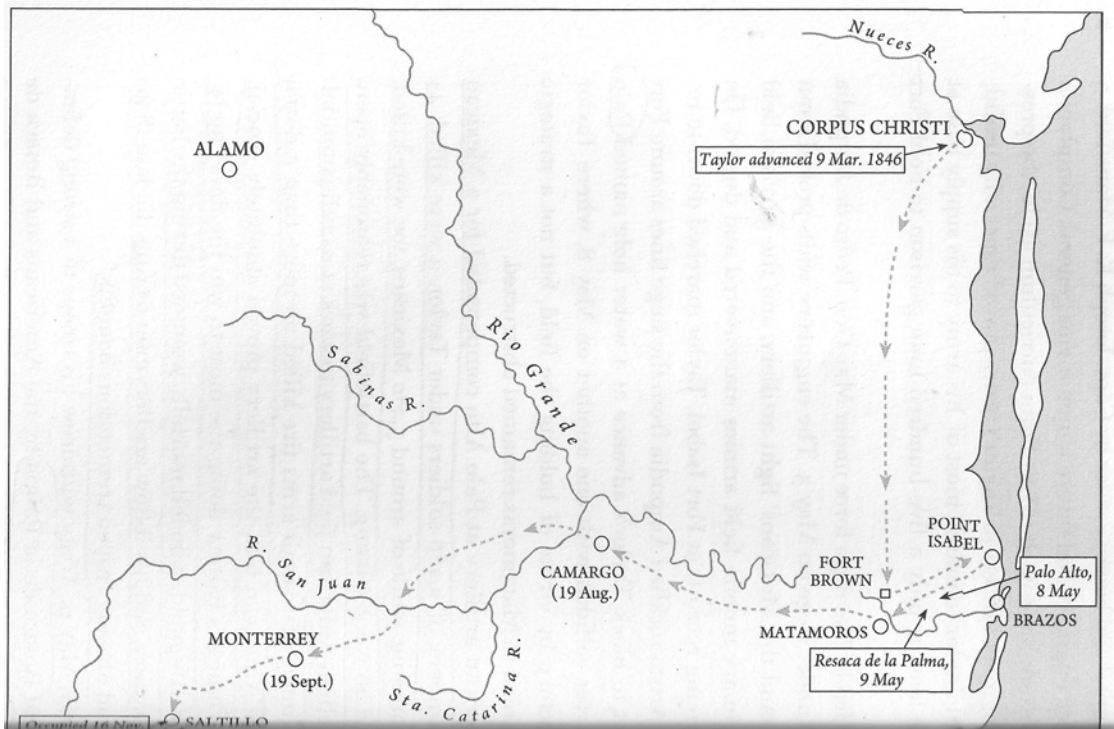 Nueces R.
CORPUS CHRISTI
Taylor advanced 9 Mar. 1846
ALAMO
Rio Grande
Sabinas R.
POINT
ISABEL
FORT
BROWN
Palo Alto,
8 May
CAMARGO
(19 Aug.)
R. San Juan
MATAMOROS
BRAZOS
MONTERREY
(19 Sept.)
Resaca de la Palma,
9 May
Sta. Catarina R.
Occupied 16 Nov.
SALTILLO